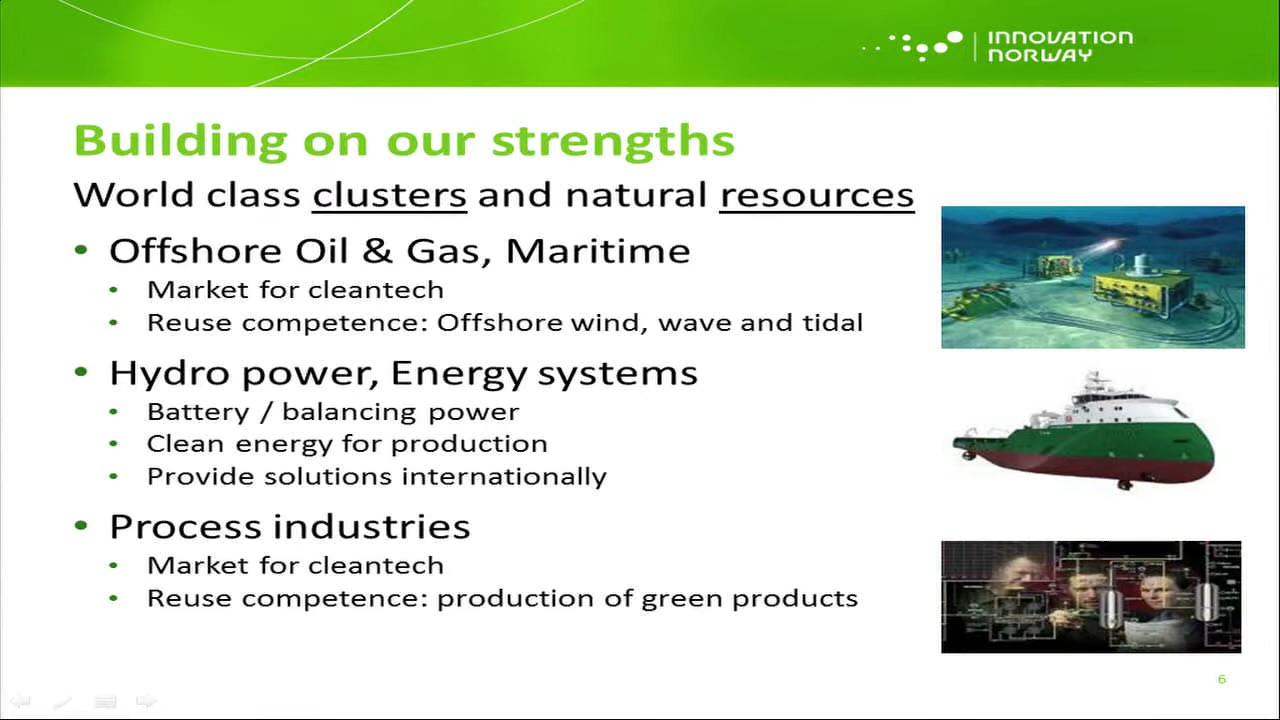 INNOVATION
NORWAY
Building on our strengths
World class clusters and natural resources
• Offshore Oil & Gas, Maritime
• Market for cleantech
• Reuse competence: Offshore wind, wave and tidal
• Hydro power, Energy systems
• Battery / balancing power
• Clean energy for production
• Provide solutions internationally
• Process industries
• Market for cleantech
• Reuse competence: production of green products
6